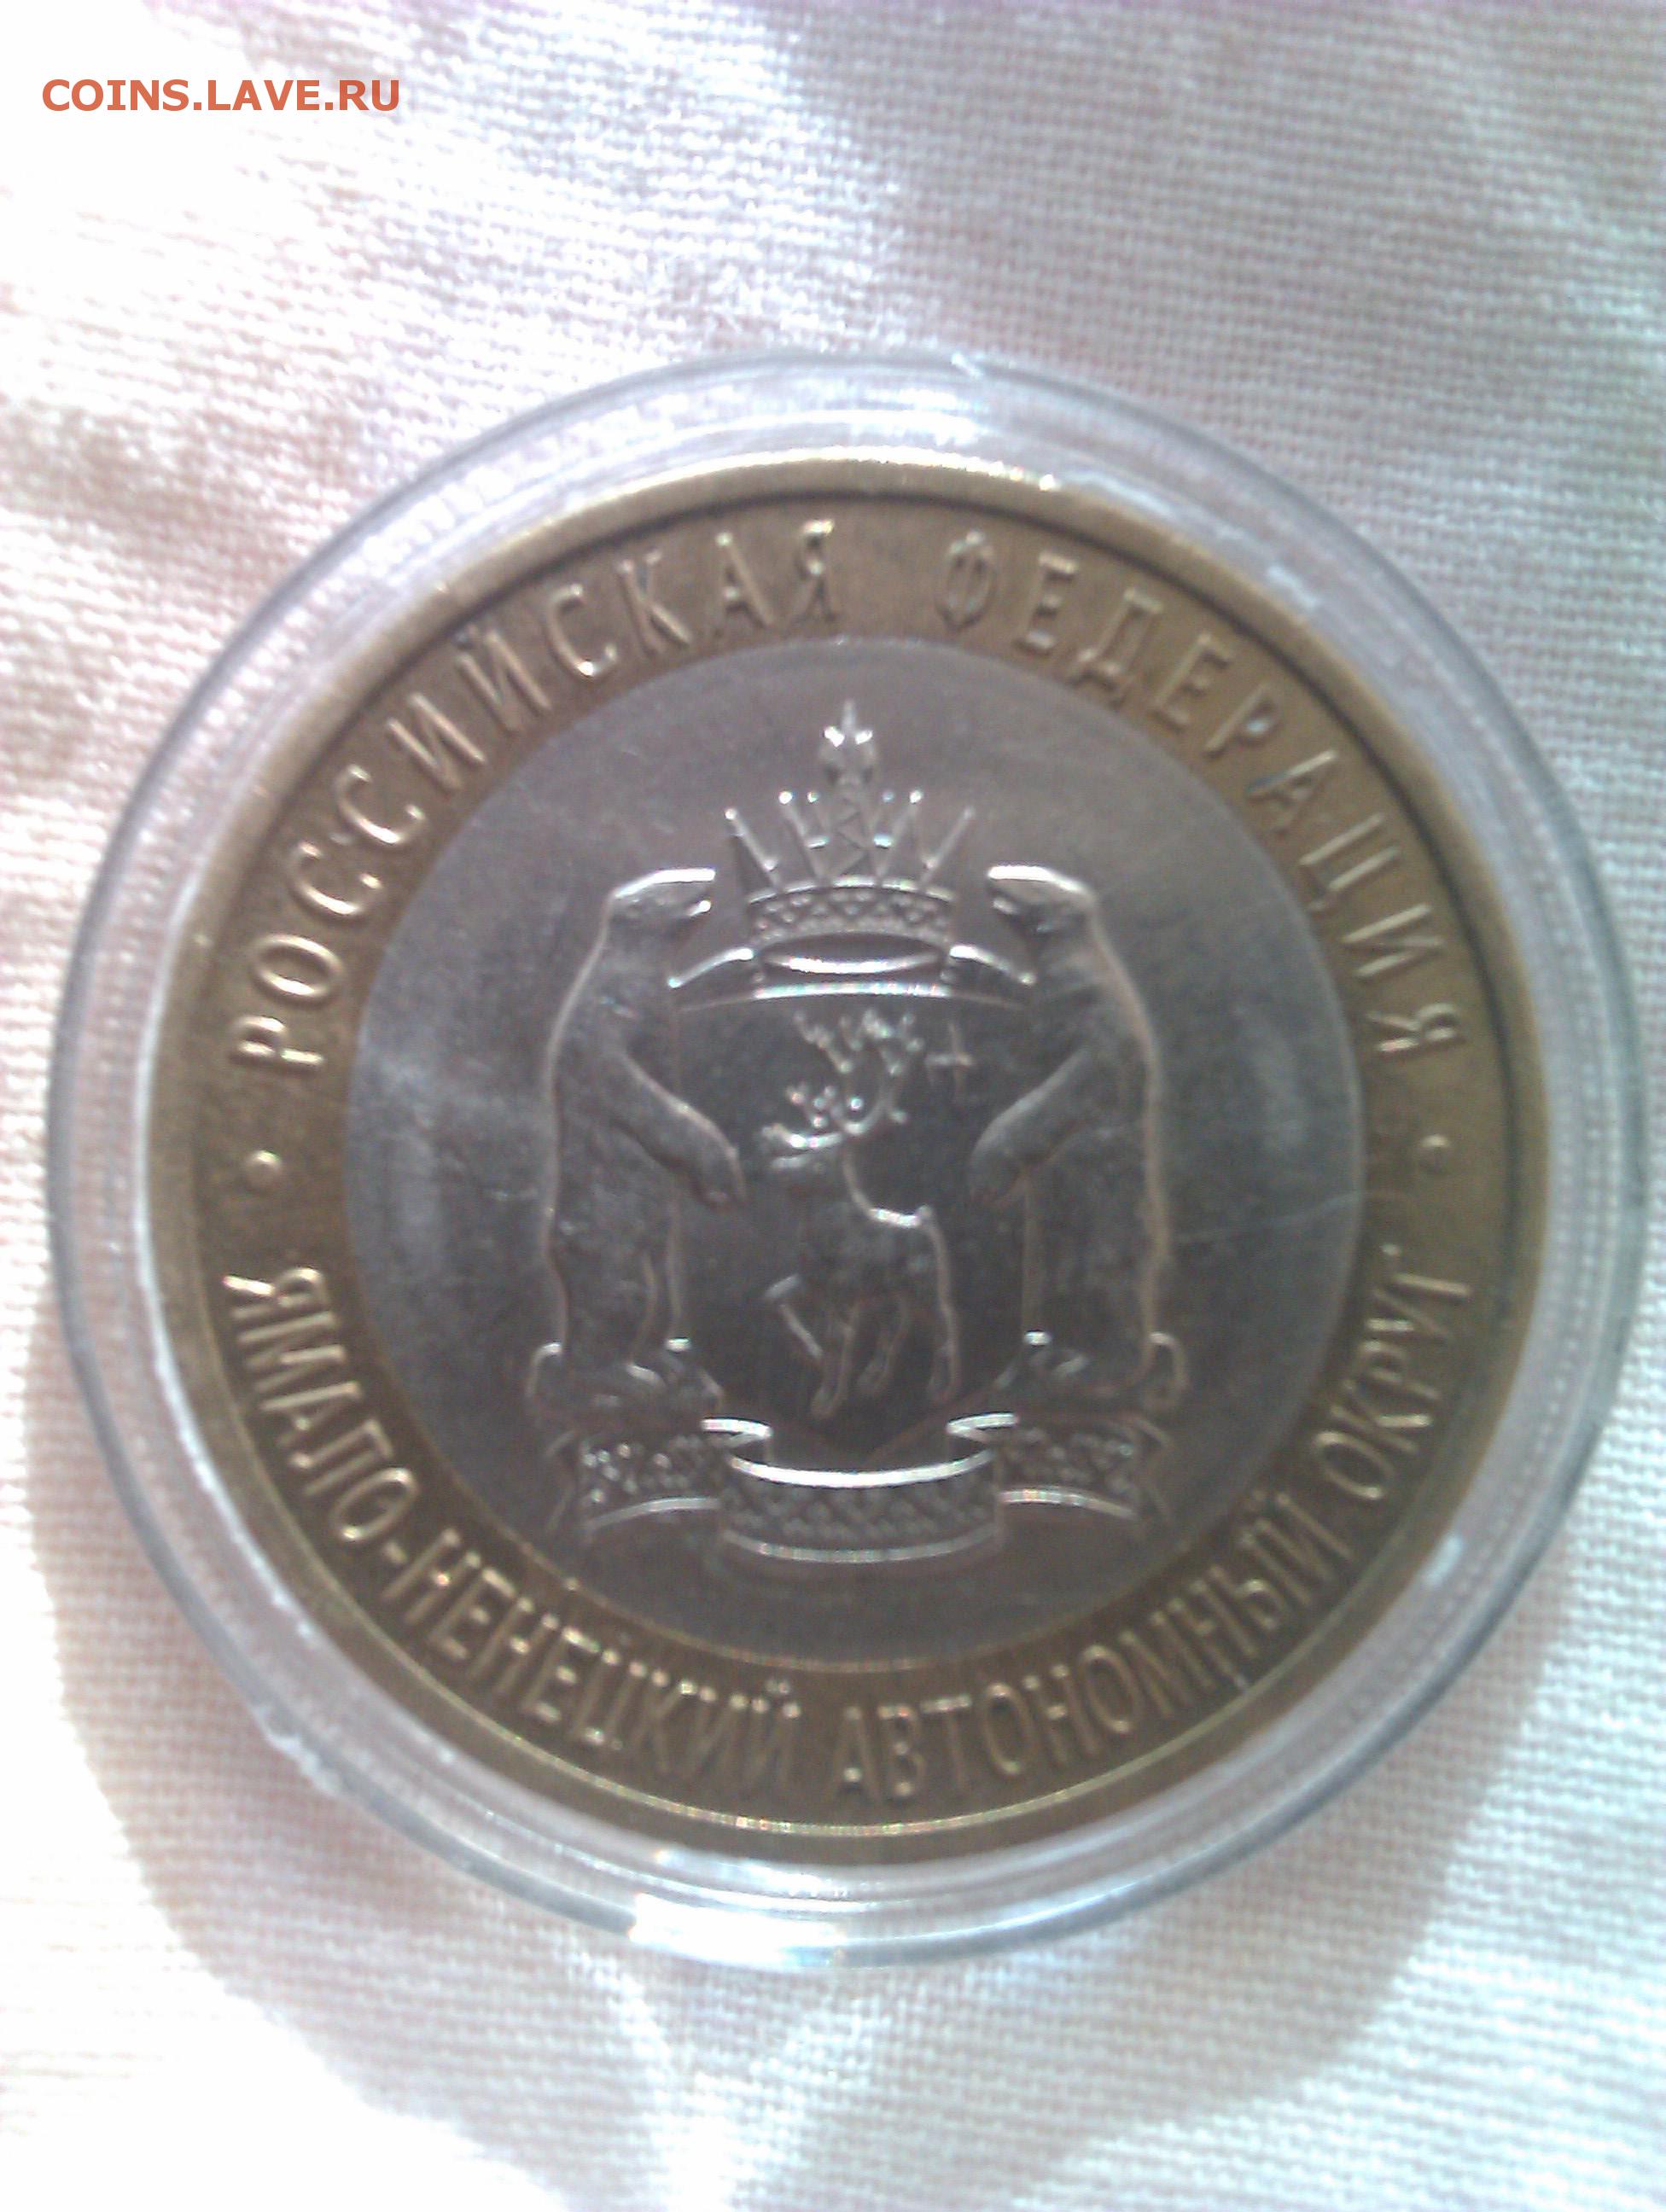 COINS.LAVE.RU
РОССИЙСКАЯ ФЕДЕРАЦИЯ
ЯМАЛО-НЕНЕЦКИЙ АВТОНОМНЫЙ ОКРУГ